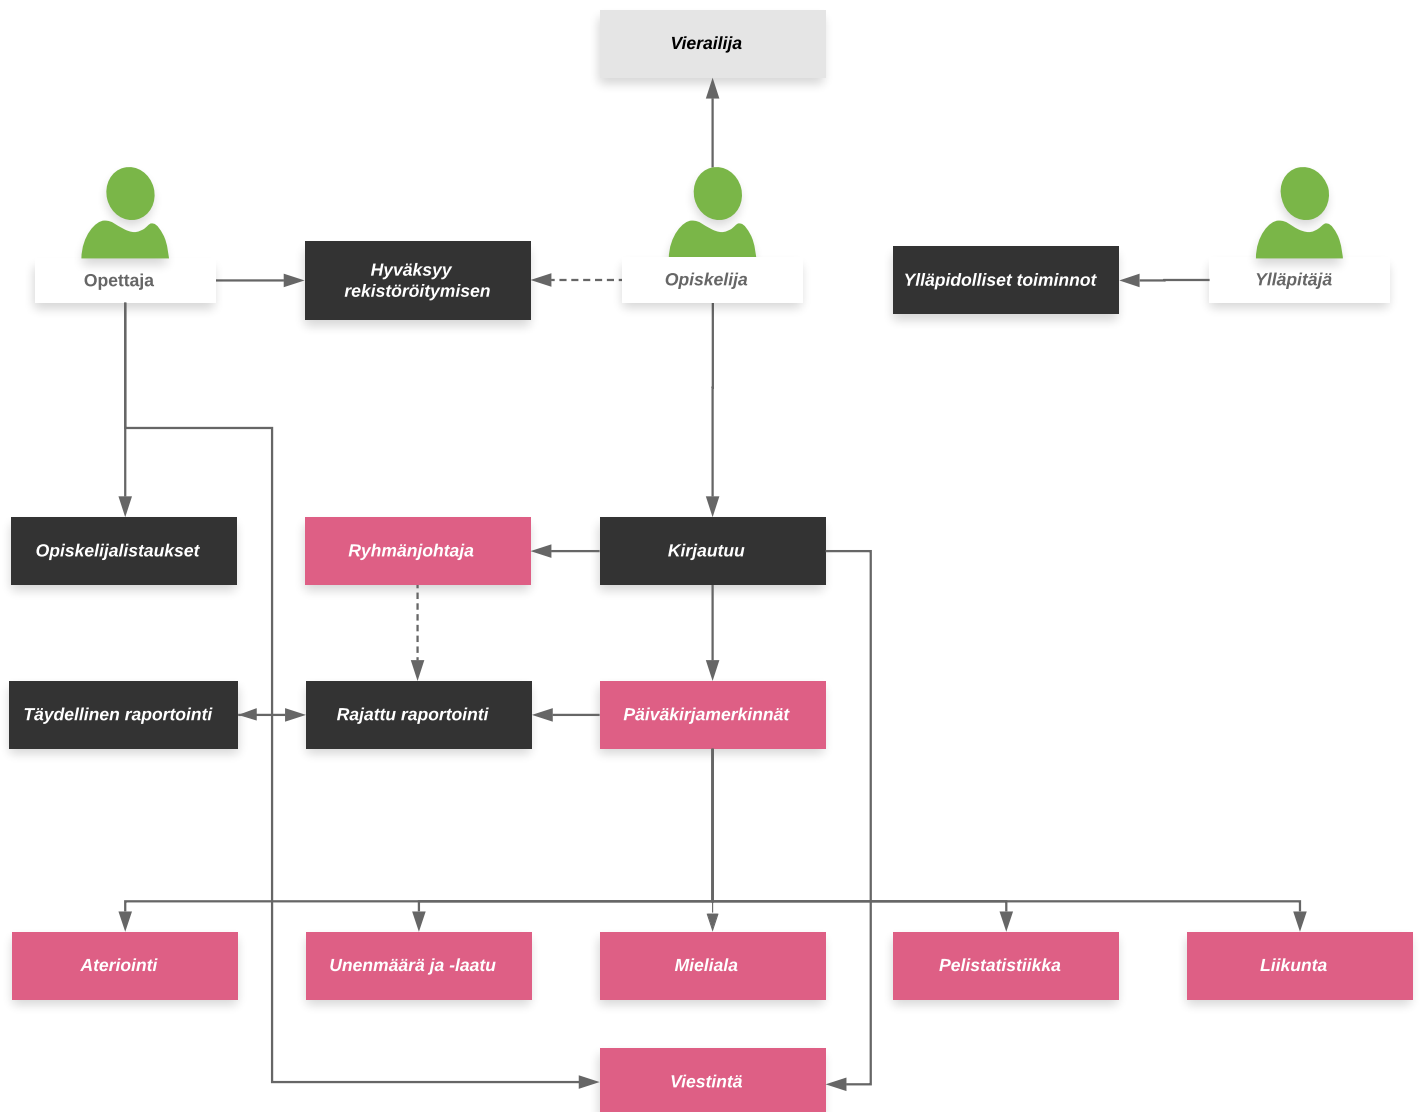 Vierailija
Opettaja
Hyväksyy
rekistöröitymisen
Opiskelija
Ylläpidolliset toiminnot
Ylläpitäjä
Opiskelijalistaukset
Ryhmänjohtaja
Kirjautuu
Täydellinen raportointi
Rajattu raportointi
Päiväkirjamerkinnät
Ateriointi
Unenmäärä ja -laatu
Mieliala
Pelistatistiikka
Liikunta
Viestintä